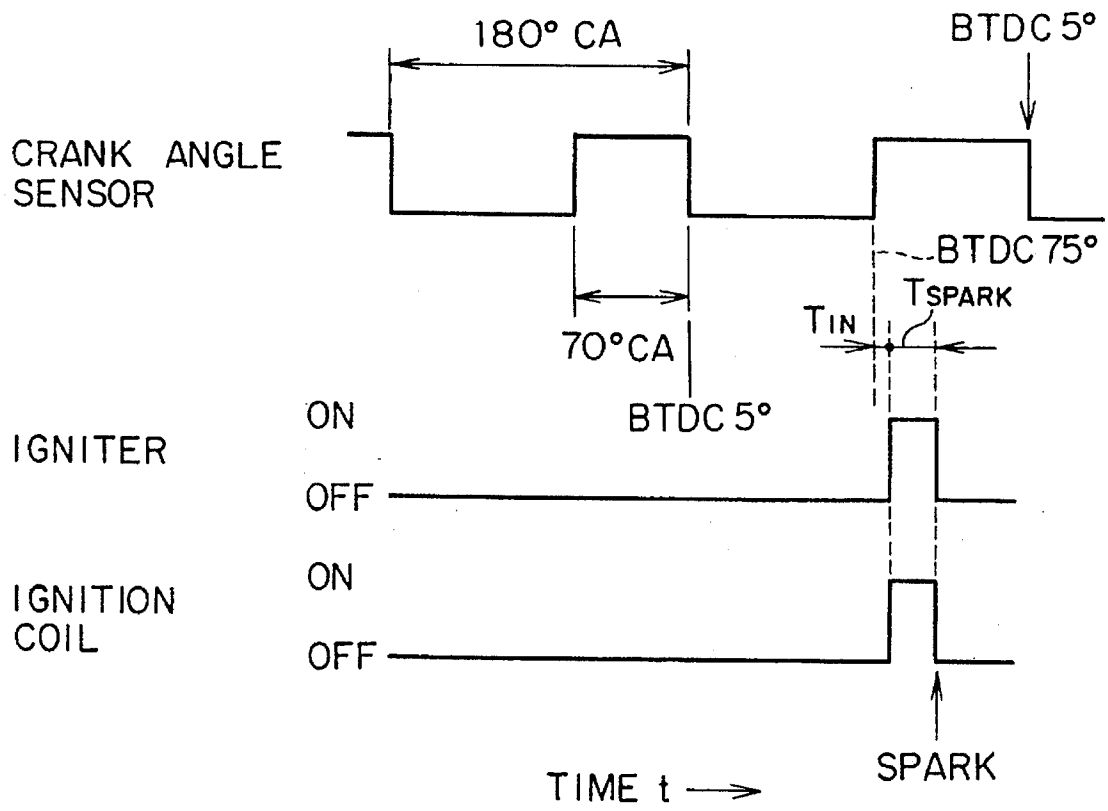 180° CA
BTDC 5°
CRANK ANGLE
SENSOR
BTDC 75°
TSPARK
TIN
70° CA
BTDC 5°
ON
IGNITER
OFF
ON
IGNITION
COIL
OFF
SPARK
TIME t